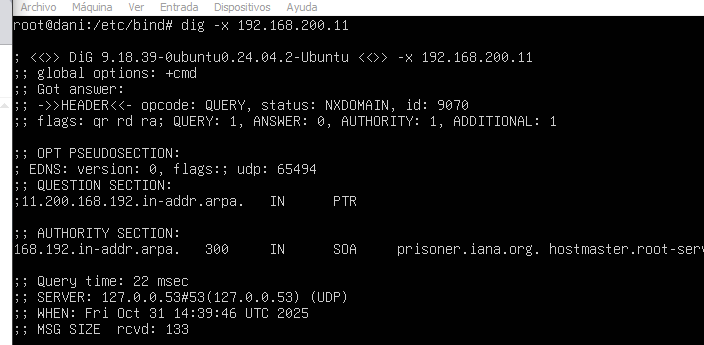 Archivo Máquina Ver Entrada Dispositivos Ayuda
root@dani:/etc/bind# dig -x 192.168.200.11
; <<>> DiG 9.18.39-0ubuntu0.24.04.2-Ubuntu <<>> -x 192.168.200.11
;; global options: +cmd
;; Got answer:
;; ->>HEADER<<- opcode: QUERY, status: NXDOMAIN, id: 9070
;; flags: qr rd ra; QUERY: 1, ANSWER: 0, AUTHORITY: 1, ADDITIONAL: 1
;; OPT PSEUDOSECTION:
; EDNS: version: 0, flags:; udp: 65494
;; QUESTION SECTION:
;11.200.168.192.in-addr.arpa. IN PTR
;; AUTHORITY SECTION:
168.192.in-addr.arpa. 300 IN SOA prisoner.iana.org. hostmaster.root-serv
;; Query time: 22 msec
;; SERVER: 127.0.0.53#53(127.0.0.53) (UDP)
;; WHEN: Fri Oct 31 14:39:46 UTC 2025
;; MSG SIZE rcvd: 133